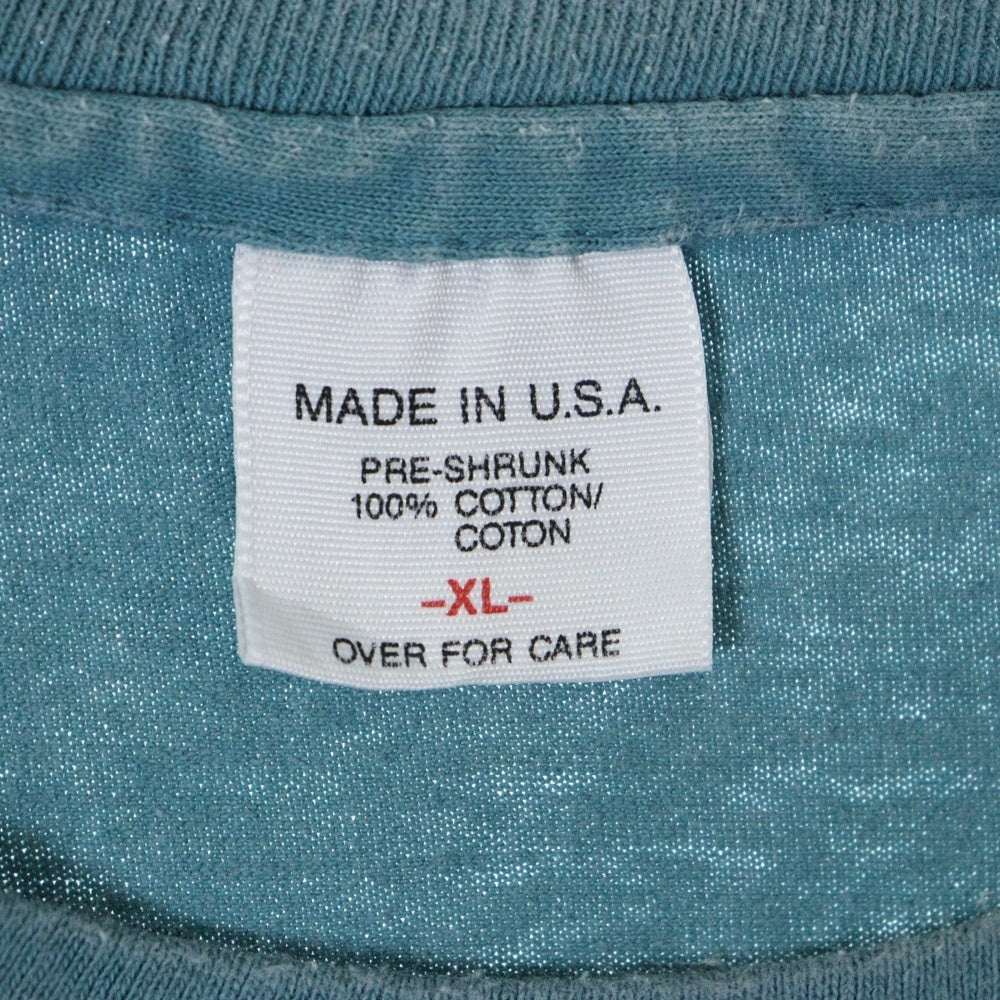 MADE IN U.S.A.
PRE-SHRUNK
100% COTTON/
COTON
-XL-
OVER FOR CARE